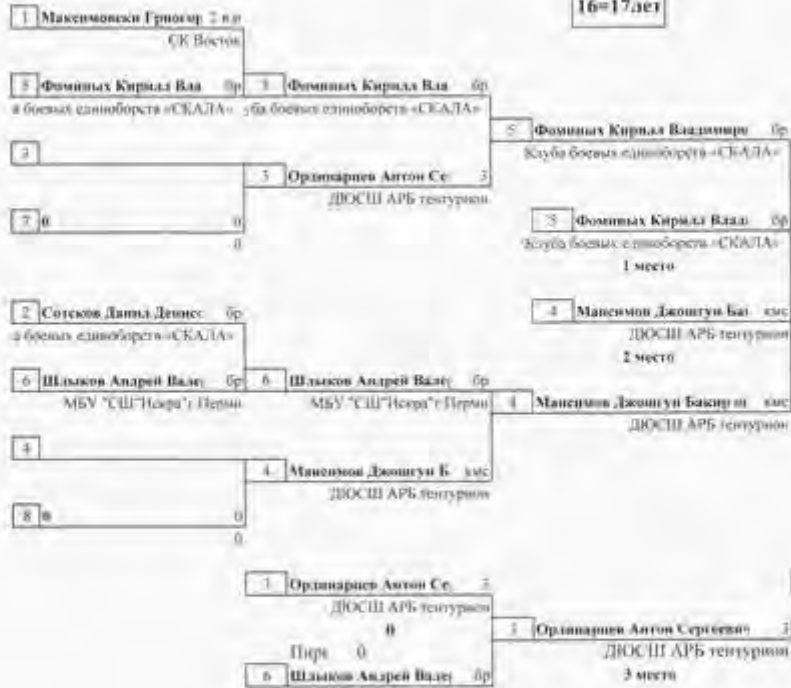 16=17лет
1 Максимовски Григор 2 юл
СК Восток
5 Фоминых Кирилл Вла бр
а боевых единоборств «СКАЛА»
5 Фоминых Кирилл Вла бр
уба боевых единоборств «СКАЛА»
5 Фоминых Кирилл Владимиро бр
Клуба боевых единоборств «СКАЛА»
3
3 Ординарцев Антон Се 3
ДЮСШ АРБ тентурион
7 0 0
0
5 Фоминых Кирилл Влади бр
Клуба боевых единоборств «СКАЛА»
1 место
2 Сотсков Данил Денис бр
а боевых единоборств «СКАЛА»
4 Мансимов Джошгун Ба кмс
ДЮСШ АРБ тентурион
2 место
6 Шлыков Андрей Вале бр
МБУ "СШ"Искра"г Перми
6 Шлыков Андрей Вале бр
МБУ "СШ"Искра"г Перми
4 Мансимов Джошгун Бакир кмс
ДЮСШ АРБ тентурион
4
4 Мансимов Джошгун Б кмс
ДЮСШ АРБ тентурион
8 0 0
0
3 Ординарцев Антон Се 3
ДЮСШ АРБ тентурион
0
0
3 Ординарцев Антон Сергеевич 3
ДЮСШ АРБ тентурион
3 место
6 Шлыков Андрей Вале бр